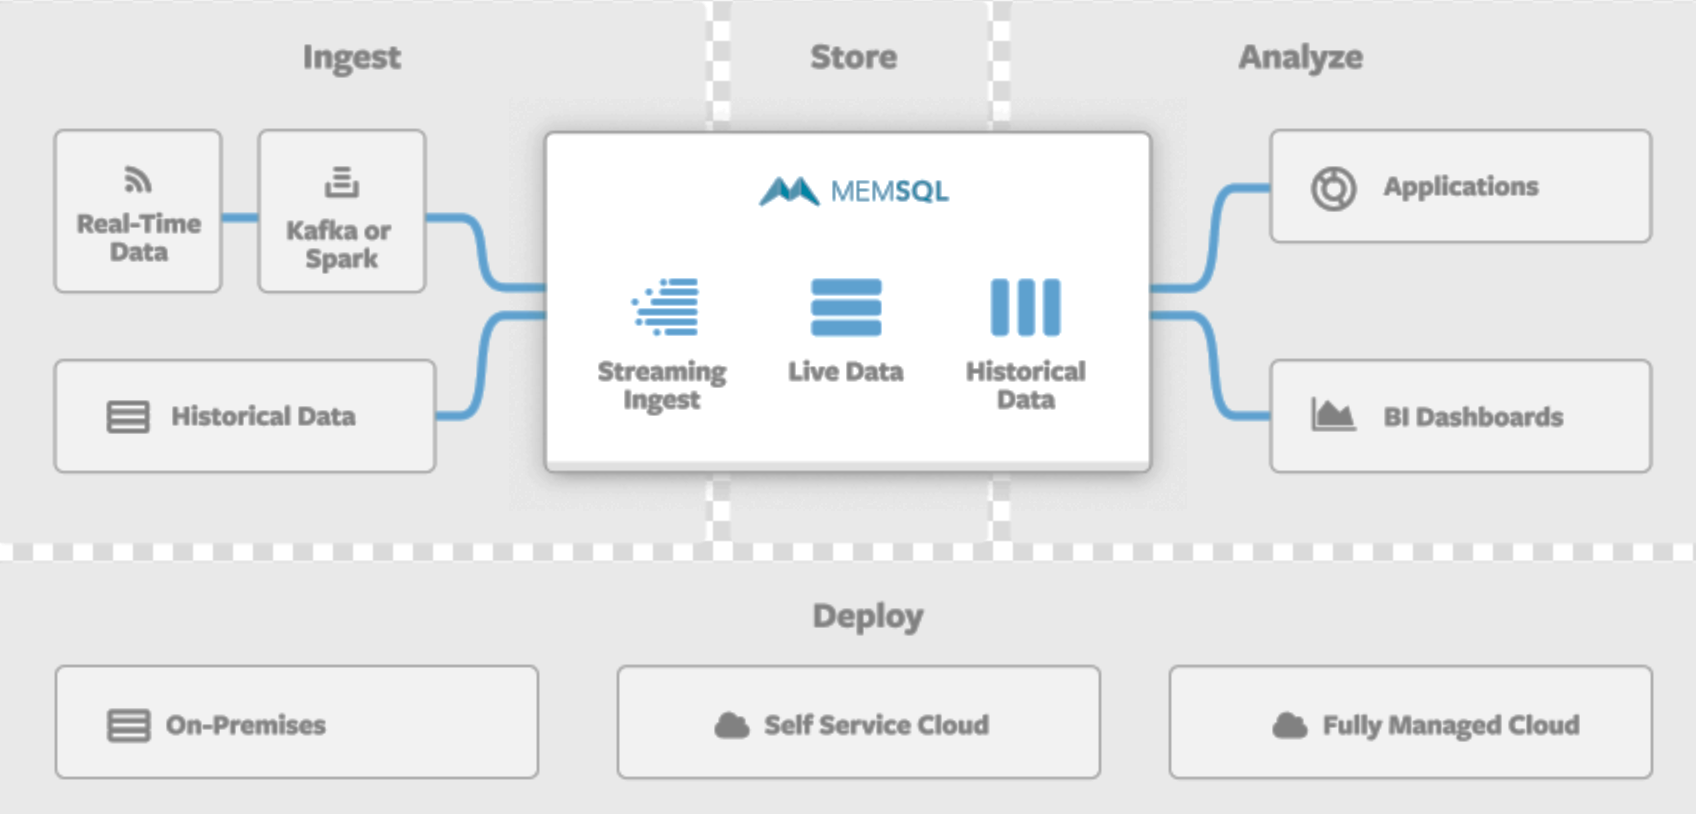 Ingest
Store
Analyze
Real-Time
Data
Kafka or
Spark
Historical Data
MEMSQL
Streaming
Ingest
Live Data
Historical
Data
Applications
BI Dashboards
Deploy
On-Premises
Self Service Cloud
Fully Managed Cloud